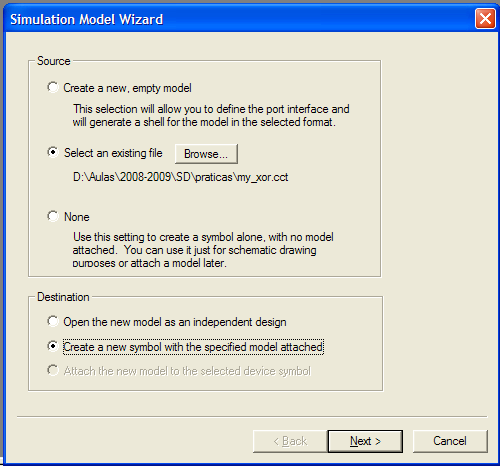 Simulation Model Wizard
Source
Create a new, empty model
This selection will allow you to define the port interface and
will generate a shell for the model in the selected format.
Select an existing file
Browse...
D:\Aulas\2008-2009\SD\praticas\my_xor.cct
None
Use this setting to create a symbol alone, with no model
attached.  You can use it just for schematic drawing
purposes or attach a model later.
Destination
Open the new model as an independent design
Create a new symbol with the specified model attached
Attach the new model to the selected device symbol
< Back
Next >
Cancel